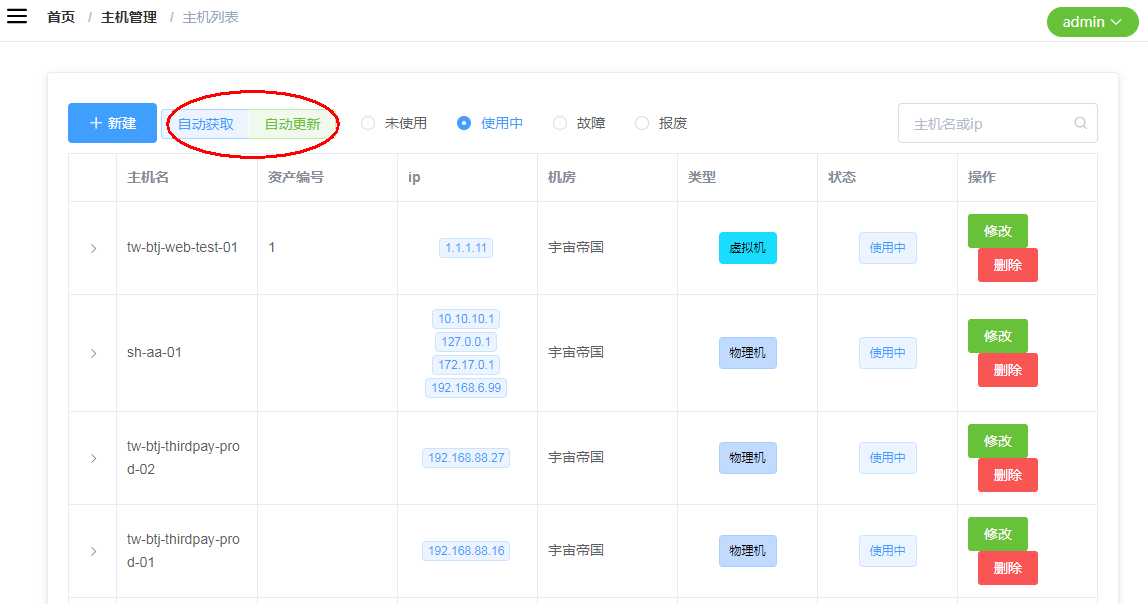 首页 / 主机管理 / 主机列表
admin
+ 新建 自动获取 自动更新 未使用 使用中 故障 报废 主机名或ip
主机名 资产编号 ip 机房 类型 状态 操作
tw-btj-web-test-01 1 1.1.1.11 宇宙帝国 虚拟机 使用中 修改
删除
sh-aa-01 10.10.10.1 宇宙帝国 物理机 使用中 修改
127.0.0.1
172.17.0.1 删除
192.168.6.99
tw-btj-thirdpay-pro 192.168.88.27 宇宙帝国 物理机 使用中 修改
d-02 删除
tw-btj-thirdpay-pro 192.168.88.16 宇宙帝国 物理机 使用中 修改
d-01 删除